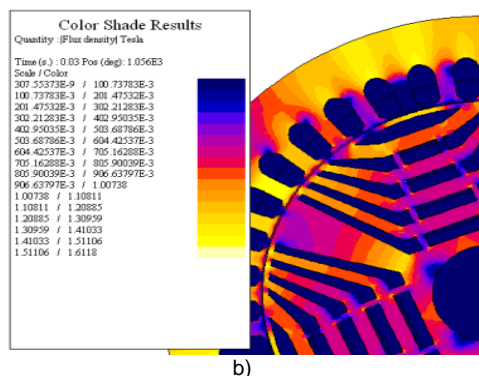 Color Shade Results
Quantity : |Flux density| Tesla
Time (s.) : 0.03 Pos (deg): 1.056E3
Scale / Color
307.55373E-9 / 100.73783E-3
100.73783E-3 / 201.47532E-3
201.47532E-3 / 302.21283E-3
302.21283E-3 / 402.95035E-3
402.95035E-3 / 503.68786E-3
503.68786E-3 / 604.42537E-3
604.42537E-3 / 705.16288E-3
705.16288E-3 / 805.90039E-3
805.90039E-3 / 906.63797E-3
906.63797E-3 / 1.00738
1.00738 / 1.10811
1.10811 / 1.20885
1.20885 / 1.30959
1.30959 / 1.41033
1.41033 / 1.51106
1.51106 / 1.6118
b)